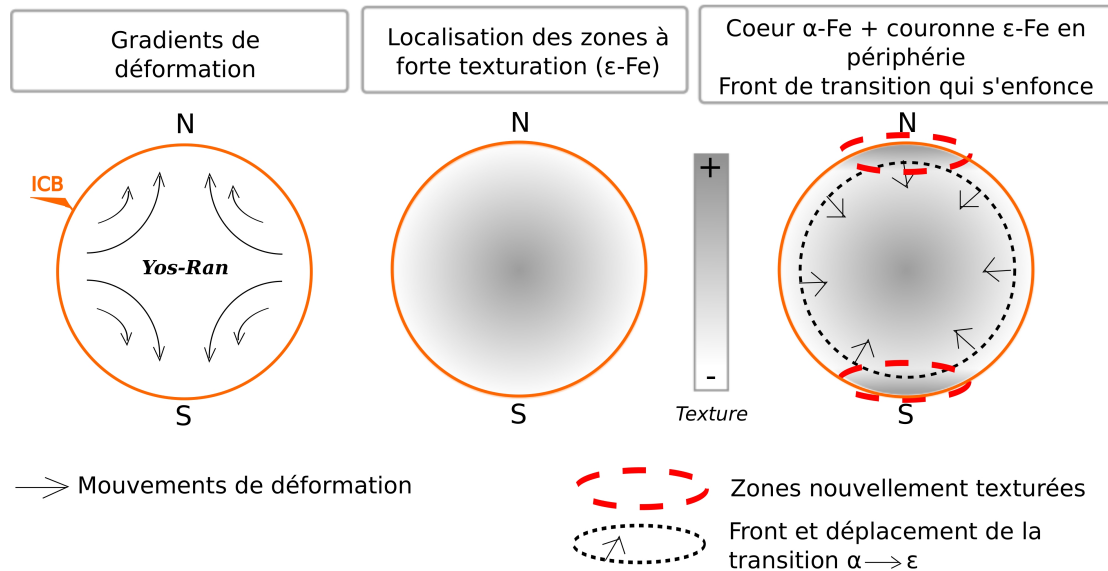 Gradients de
déformation
Localisation des zones à
forte texturation (ε-Fe)
Coeur α-Fe + couronne ε-Fe en
périphérie
Front de transition qui s'enfonce
N
ICB
Yos-Ran
S
N
S
+
-
Texture
N
S
Mouvements de déformation
Zones nouvellement texturées
Front et déplacement de la
transition α→ε